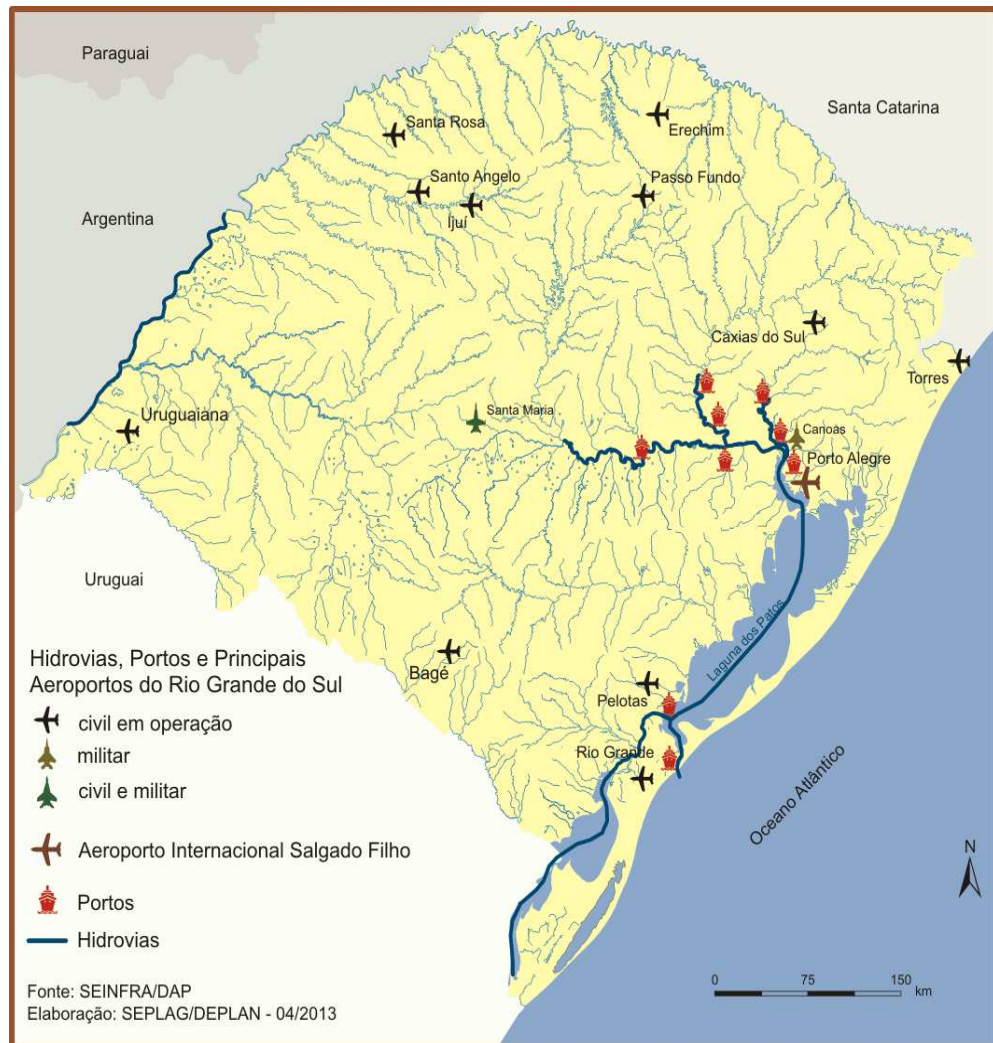 Paraguai
Santa Catarina
Santa Rosa
Erechim
Santo Angelo
Passo Fundo
Argentina
Ijuí
Caxias do Sul
Torres
Uruguaiana
Santa Maria
Canoas
Porto Alegre
Uruguai
Laguna dos Patos
Bagé
Pelotas
Rio Grande
Oceano Atlântico
Hidrovias, Portos e Principais
Aeroportos do Rio Grande do Sul
civil em operação
militar
civil e militar
Aeroporto Internacional Salgado Filho
Portos
Hidrovias
Fonte: SEINFRA/DAP
Elaboração: SEPLAG/DEPLAN - 04/2013
N
0 75 150
km